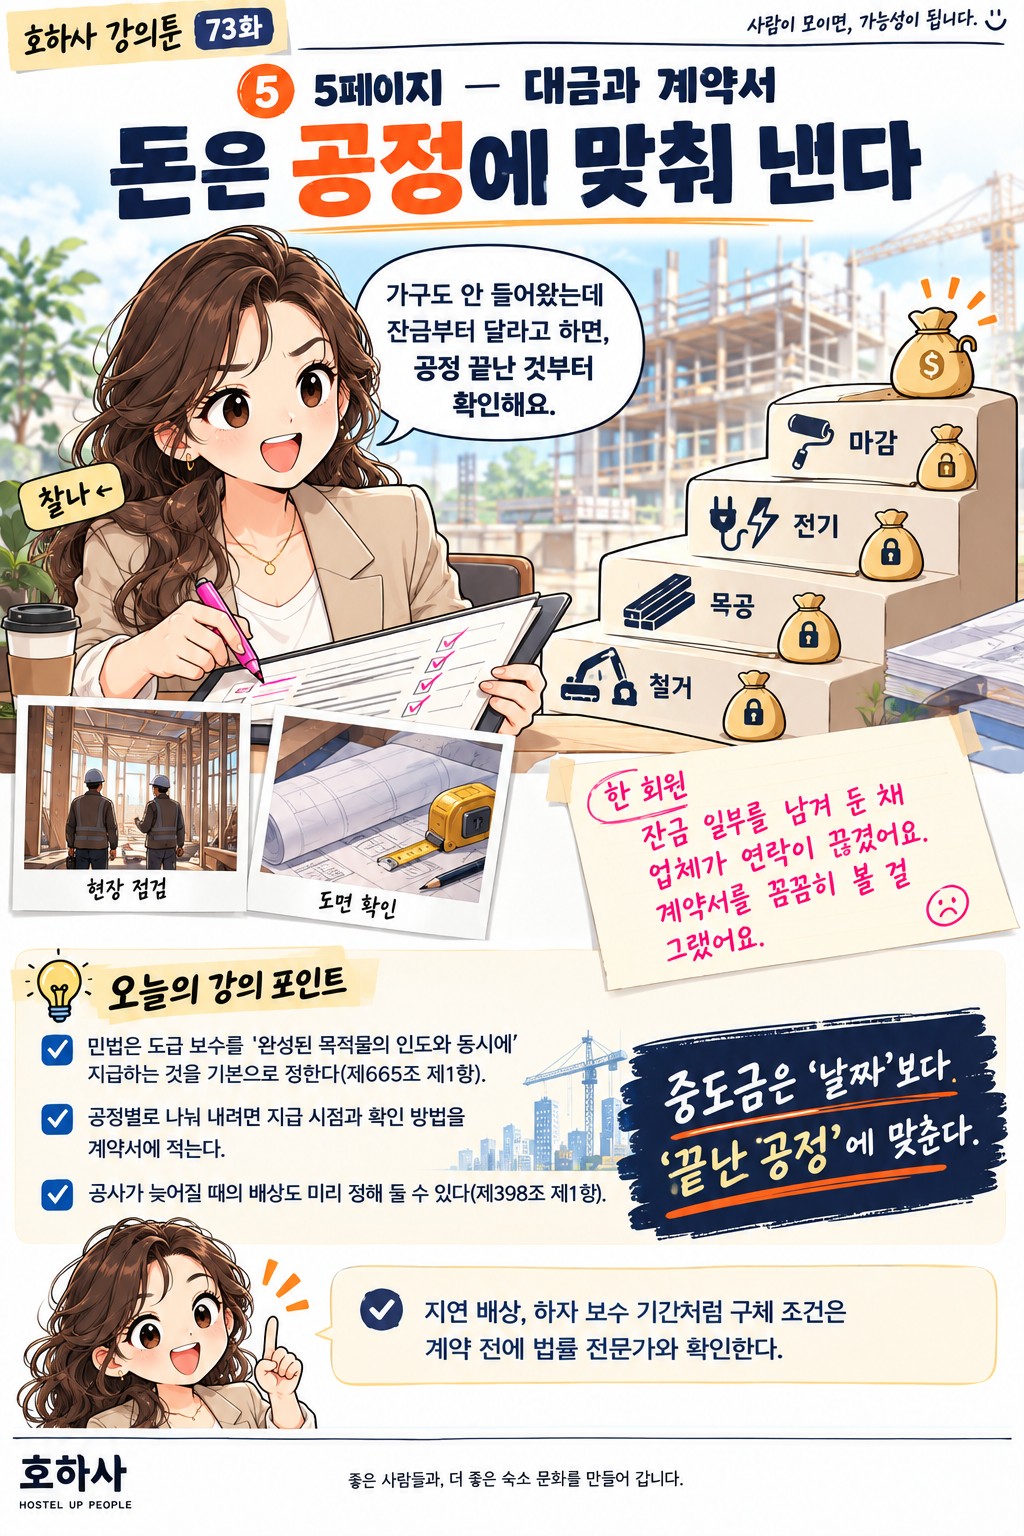 호하사 강의툰 73화
사람이 모이면, 가능성이 됩니다.
5 5페이지 — 대금과 계약서
돈은 공정에 맞춰 낸다
가구도 안 들어왔는데
잔금부터 달라고 하면,
공정 끝난 것부터
확인해요.
찰나 ←
$
마감
전기
목공
철거
현장 점검
도면 확인
한 회원
잔금 일부를 남겨 둔 채
업체가 연락이 끊겼어요.
계약서를 꼼꼼히 볼 걸
그랬어요.
오늘의 강의 포인트
민법은 도급 보수를 '완성된 목적물의 인도와 동시에'
지급하는 것을 기본으로 정한다(제665조 제1항).
공정별로 나눠 내려면 지급 시점과 확인 방법을
계약서에 적는다.
공사가 늦어질 때의 배상도 미리 정해 둘 수 있다(제398조 제1항).
중도금은 '날짜'보다
'끝난 공정'에 맞춘다.
지연 배상, 하자 보수 기간처럼 구체 조건은
계약 전에 법률 전문가와 확인한다.
호하사
HOSTEL UP PEOPLE
좋은 사람들과, 더 좋은 숙소 문화를 만들어 갑니다.